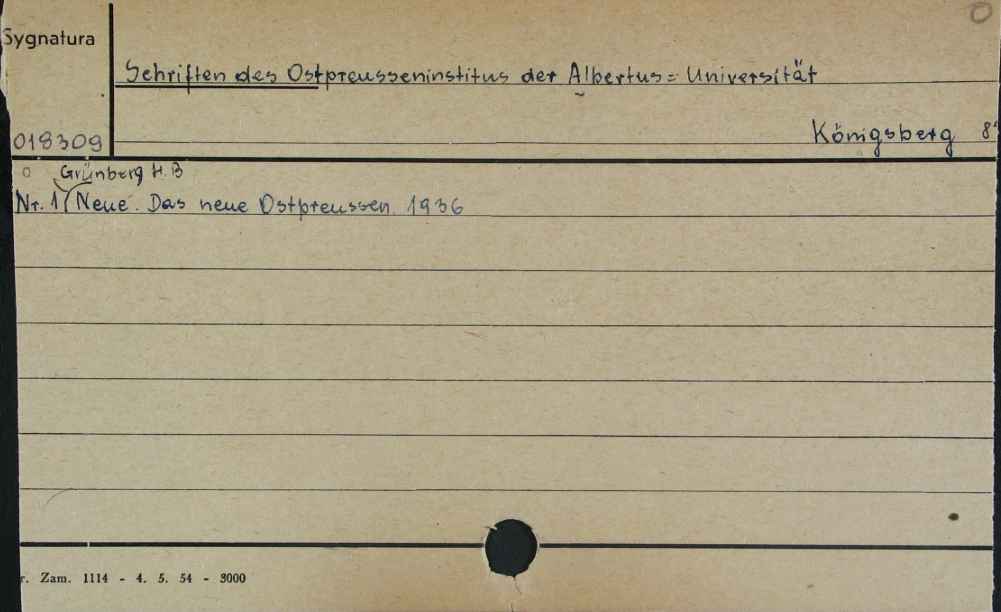 O
Sygnatura
Schriften des Ostpreusseninstitus der Albertus=Universität
018309
Königsberg 8°
o Grünberg H.B
Nr. 1 (Neue. Das neue Ostpreussen. 1936
r. Zam. 1114 - 4. 5. 54 - 3000